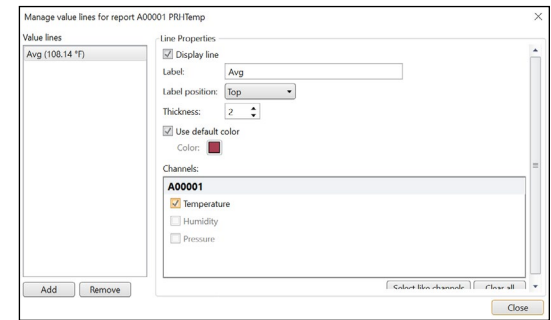 Manage value lines for report A00001 PRHTemp
Value lines
Avg (108.14 °F)
Line Properties
Display line
Label: Avg
Label position: Top
Thickness: 2
Use default color
Color:
Channels:
A00001
Temperature
Humidity
Pressure
Select like channels Clear all
Add Remove
Close